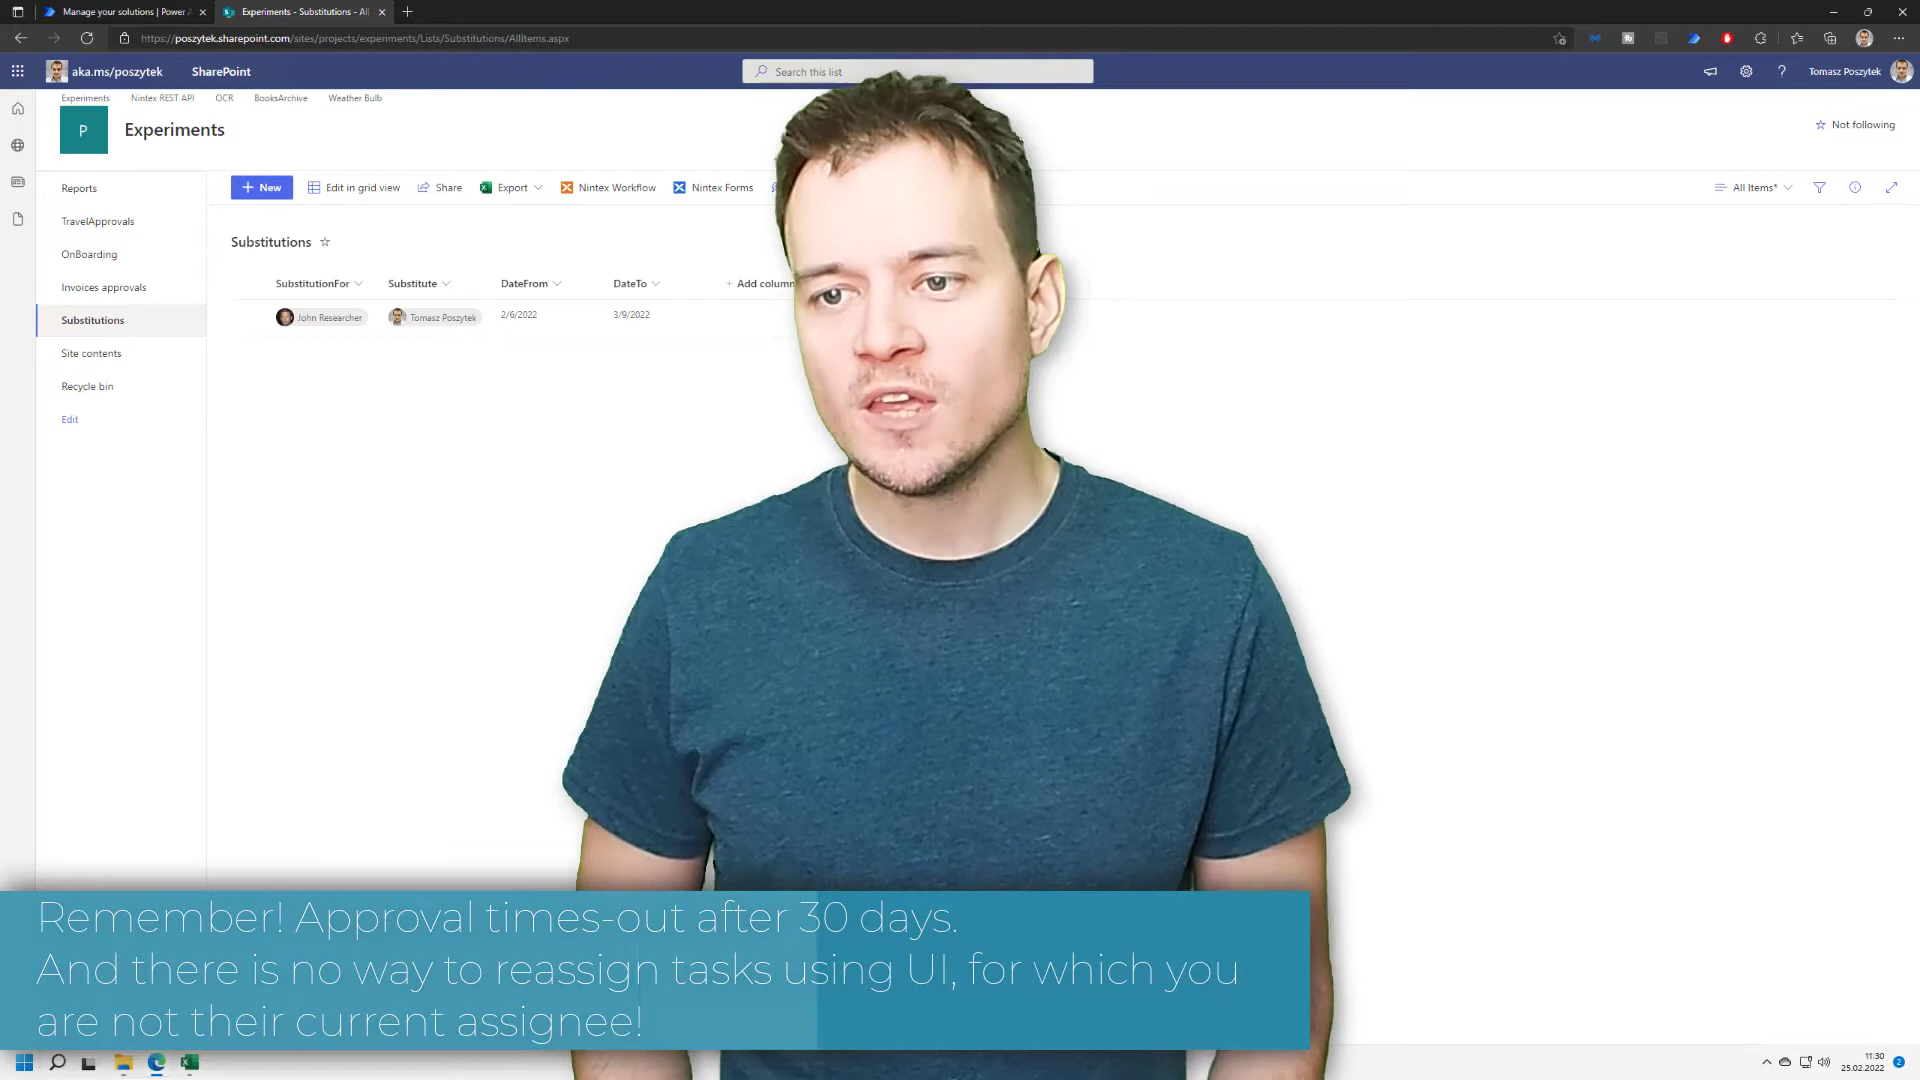 Manage your solutions | Power A
Experiments - Substitutions - All
https://poszytek.sharepoint.com/sites/projects/experiments/Lists/Substitutions/AllItems.aspx
aka.ms/poszytek
SharePoint
Search this list
Tomasz Poszytek
Experiments
Nintex REST API
OCR
BooksArchive
Weather Bulb
P
Experiments
Not following
Reports
TravelApprovals
OnBoarding
Invoices approvals
Substitutions
Site contents
Recycle bin
Edit
+ New
Edit in grid view
Share
Export
Nintex Workflow
Nintex Forms
All Items*
Substitutions
SubstitutionFor
Substitute
DateFrom
DateTo
+ Add column
John Researcher
Tomasz Poszytek
2/6/2022
3/9/2022
Remember! Approval times-out after 30 days.
And there is no way to reassign tasks using UI, for which you
are not their current assignee!
11:30
25.02.2022
2